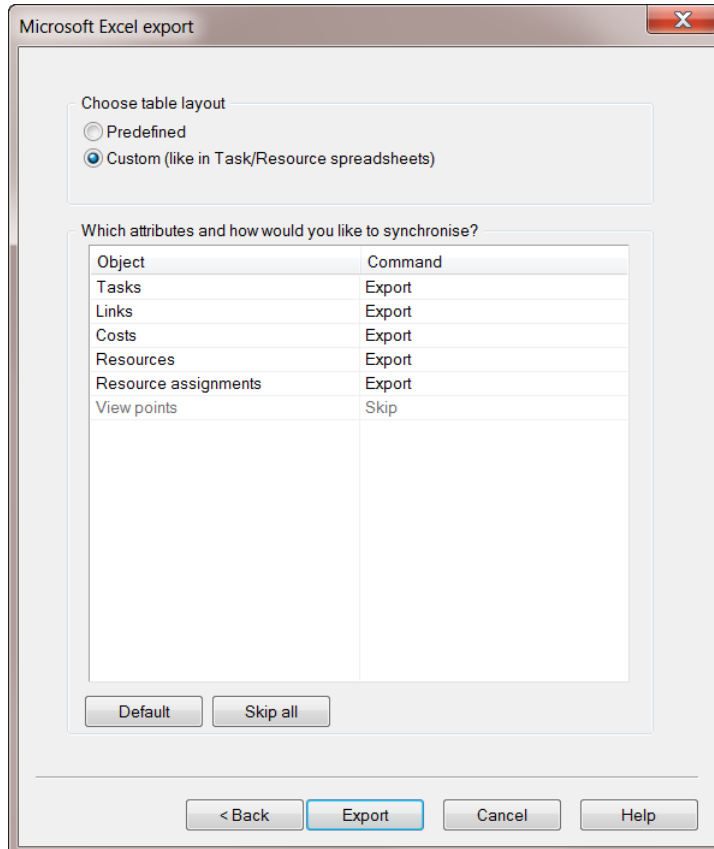 Microsoft Excel export
X
Choose table layout
Predefined
Custom (like in Task/Resource spreadsheets)
Which attributes and how would you like to synchronise?
Object Command
Tasks Export
Links Export
Costs Export
Resources Export
Resource assignments Export
View points Skip
Default Skip all
< Back Export Cancel Help